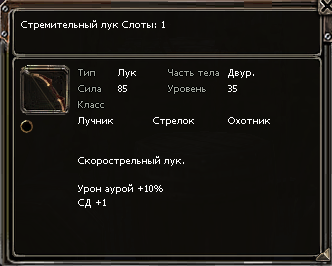 Стремительный лук Слоты: 1
Тип Лук Часть тела Двур.
Сила 85 Уровень 35
Класс
Лучник Стрелок Охотник
Скорострельный лук.
Урон аурой +10%
СД +1